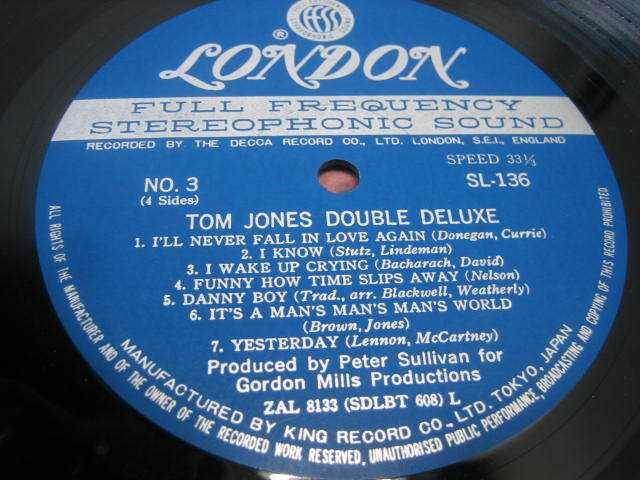 FFSS
® LONDON
FULL FREQUENCY
STEREOPHONIC SOUND
RECORDED BY THE DECCA RECORD CO., LTD. LONDON, S.E.I., ENGLAND
SPEED 33⅓
NO. 3 SL-136
(4 Sides)
TOM JONES DOUBLE DELUXE
1. I'LL NEVER FALL IN LOVE AGAIN (Donegan, Currie)
2. I KNOW (Stutz, Lindeman)
3. I WAKE UP CRYING (Bacharach, David)
4. FUNNY HOW TIME SLIPS AWAY (Nelson)
5. DANNY BOY (Trad., arr. Blackwell, Weatherly)
6. IT'S A MAN'S MAN'S MAN'S WORLD
(Brown, Jones)
7. YESTERDAY (Lennon, McCartney)
Produced by Peter Sullivan for
Gordon Mills Productions
ZAL 8133 (SDLBT 608) L
MANUFACTURED BY KING RECORD CO., LTD. TOKYO, JAPAN
ALL RIGHTS OF THE MANUFACTURER AND OF THE OWNER OF THE RECORDED WORK RESERVED. UNAUTHORISED PUBLIC PERFORMANCE, BROADCASTING AND COPYING OF THIS RECORD PROHIBITED